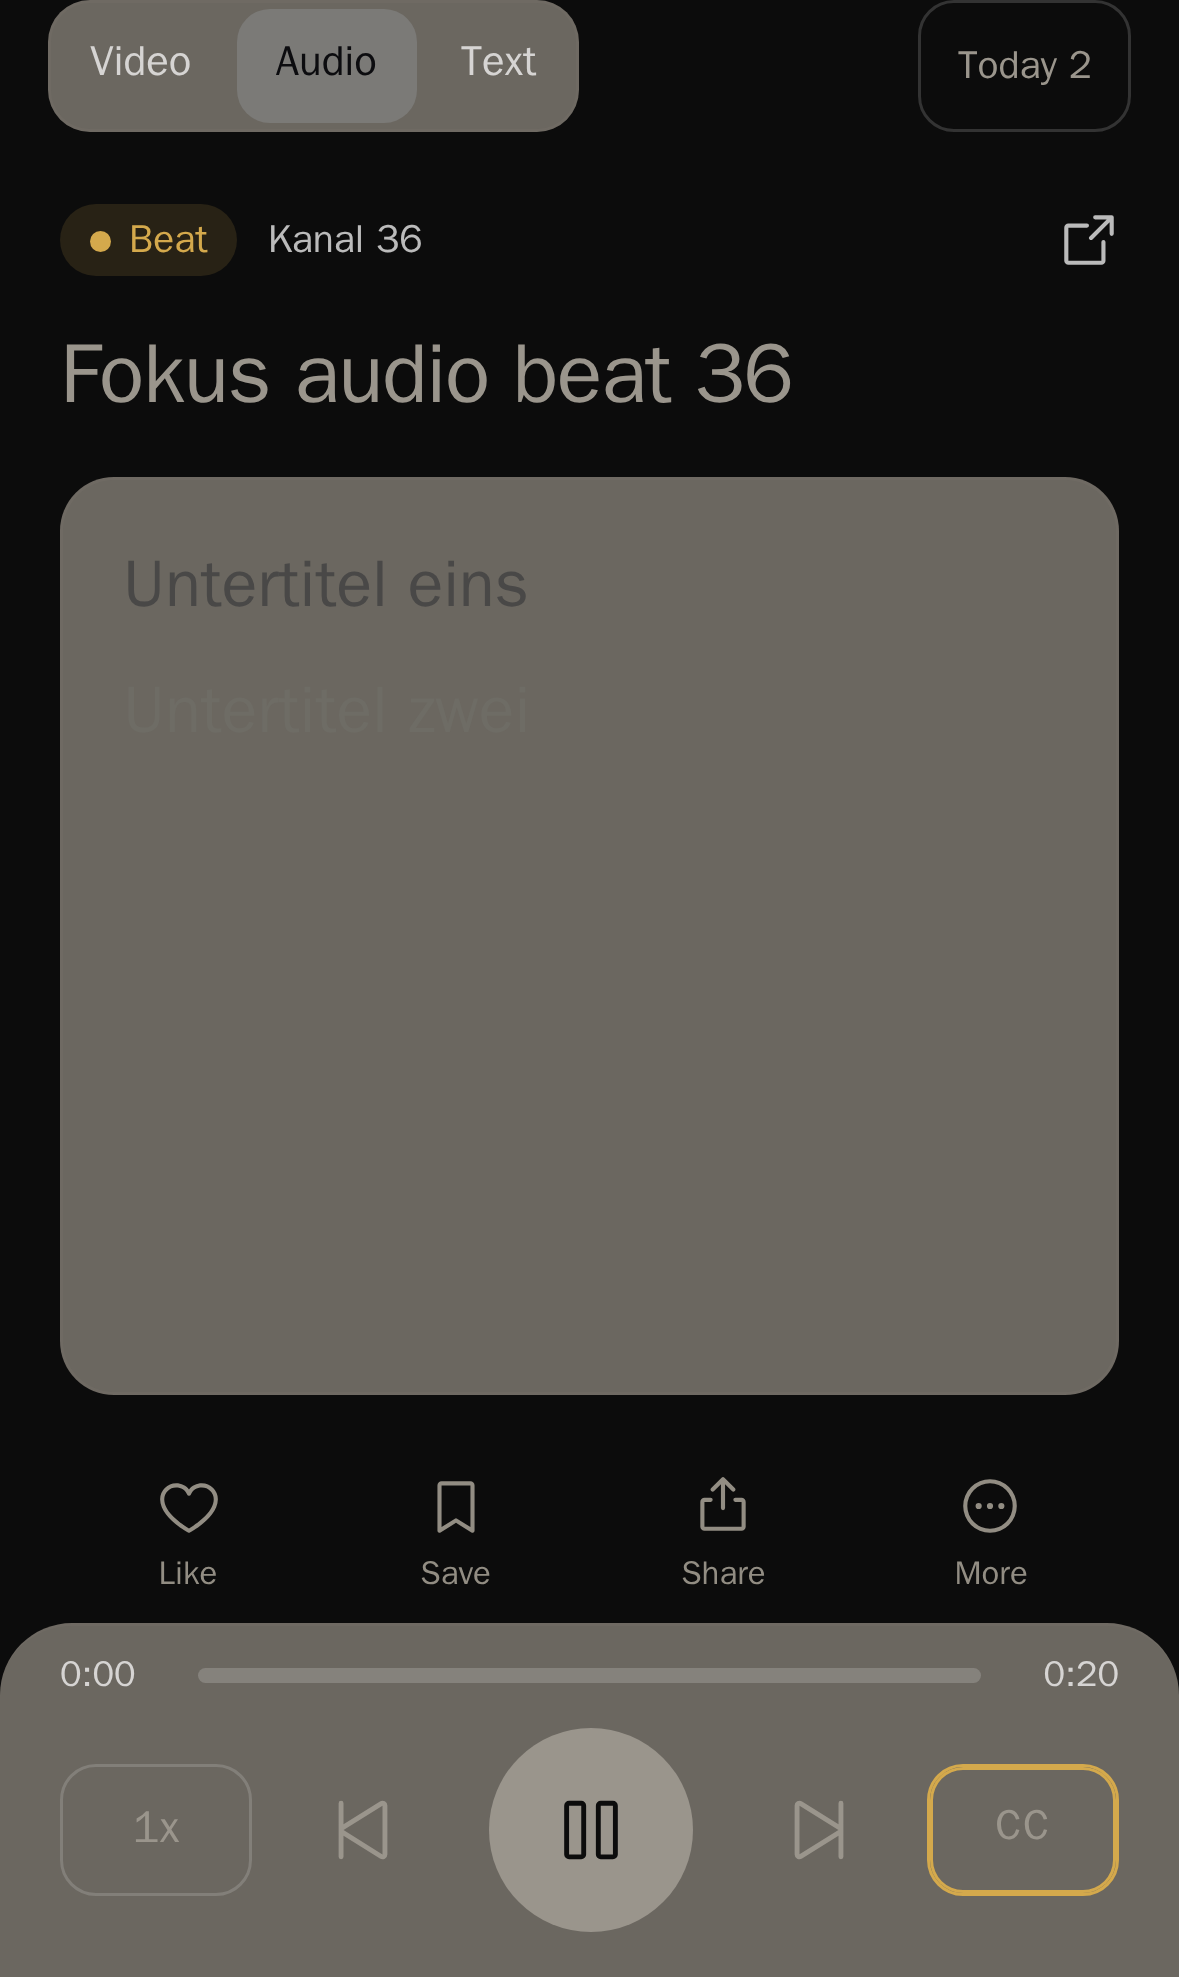 Video Audio Text Today 2
Beat Kanal 36
Fokus audio beat 36
Untertitel eins
Untertitel zwei
Like Save Share More
0:00 0:20
1x CC